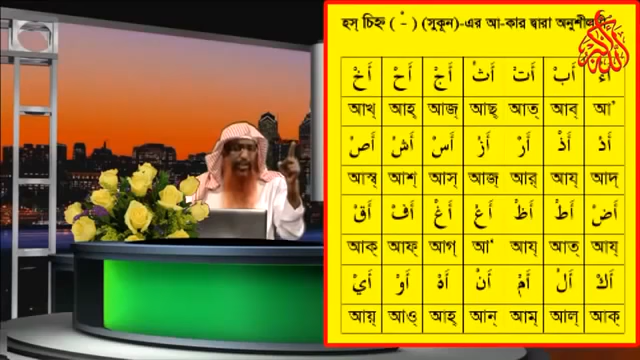 হস্ চিহ্ন ( ْ ) (সুকূন)-এর আ-কার দ্বারা অনুশীলনী
أَءْ أَبْ أَتْ أَثْ أَجْ أَحْ أَخْ
আখ্ আহ্ আজ্ আছ্ আত্ আব্ আ’
أَدْ أَذْ أَرْ أَزْ أَسْ أَشْ أَصْ
আস্ব্ আশ্ আস্ আজ্ আর্ আয্ আদ্
أَضْ أَطْ أَظْ أَعْ أَغْ أَفْ أَقْ
আক্ আফ্ আগ্ আ‘ আয্ আত্ আয্
أَكْ أَلْ أَمْ أَنْ أَهْ أَوْ أَيْ
আয়্ আও্ আহ্ আন্ আম্ আল্ আক্